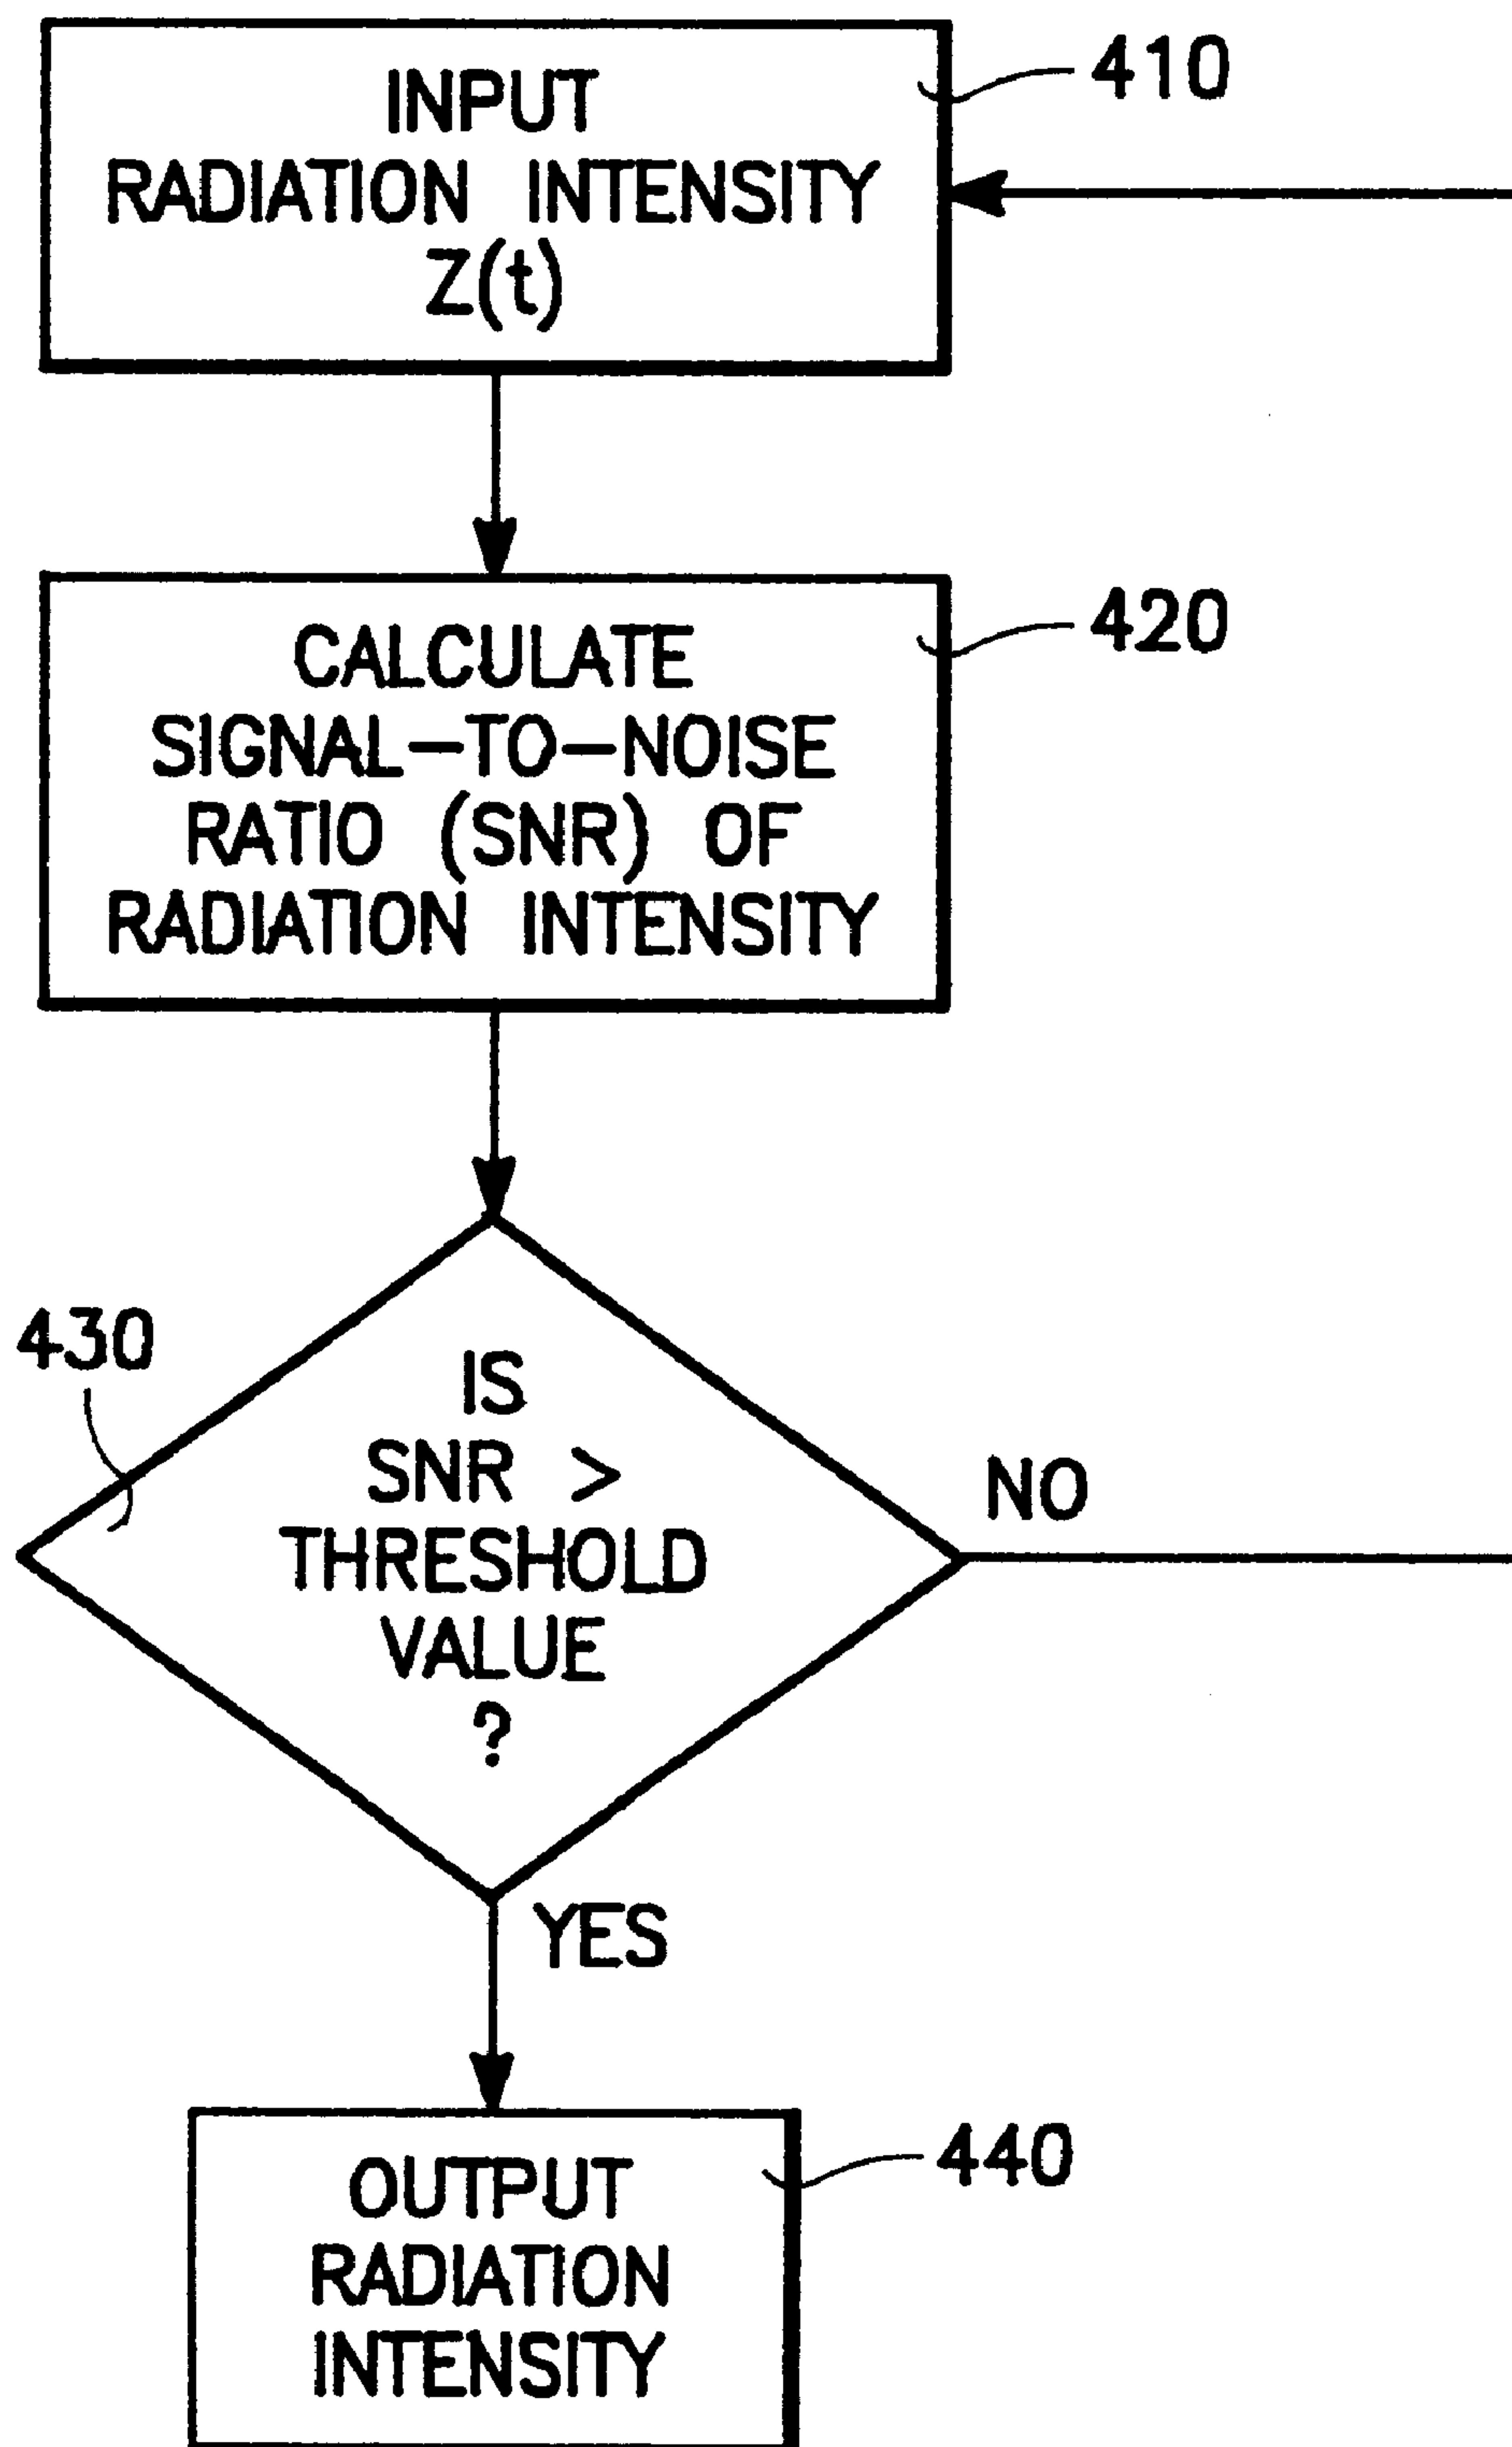 INPUT
RADIATION INTENSITY
Z(t)
410
CALCULATE
SIGNAL-TO-NOISE
RATIO (SNR) OF
RADIATION INTENSITY
420
430
IS
SNR >
THRESHOLD
VALUE
?
NO
YES
OUTPUT
RADIATION
INTENSITY
440